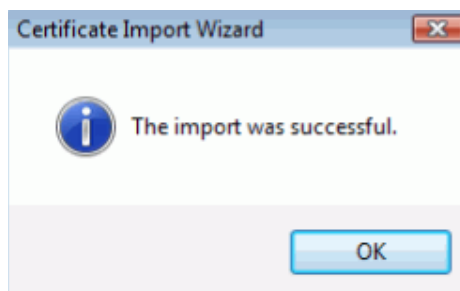 Certificate Import Wizard
The import was successful.
OK